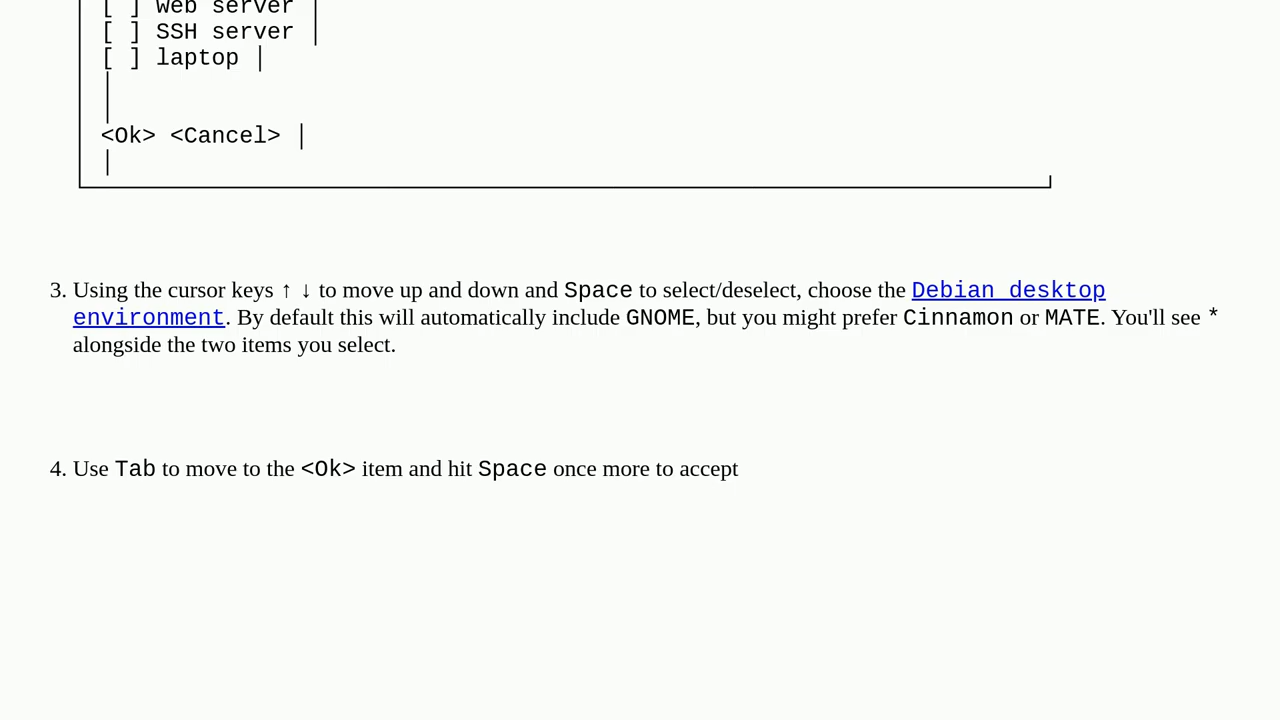 [ ] web server │
[ ] SSH server │
[ ] laptop │
<Ok> <Cancel> │
3. Using the cursor keys ↑ ↓ to move up and down and Space to select/deselect, choose the Debian desktop
environment. By default this will automatically include GNOME, but you might prefer Cinnamon or MATE. You'll see *
alongside the two items you select.
4. Use Tab to move to the <Ok> item and hit Space once more to accept